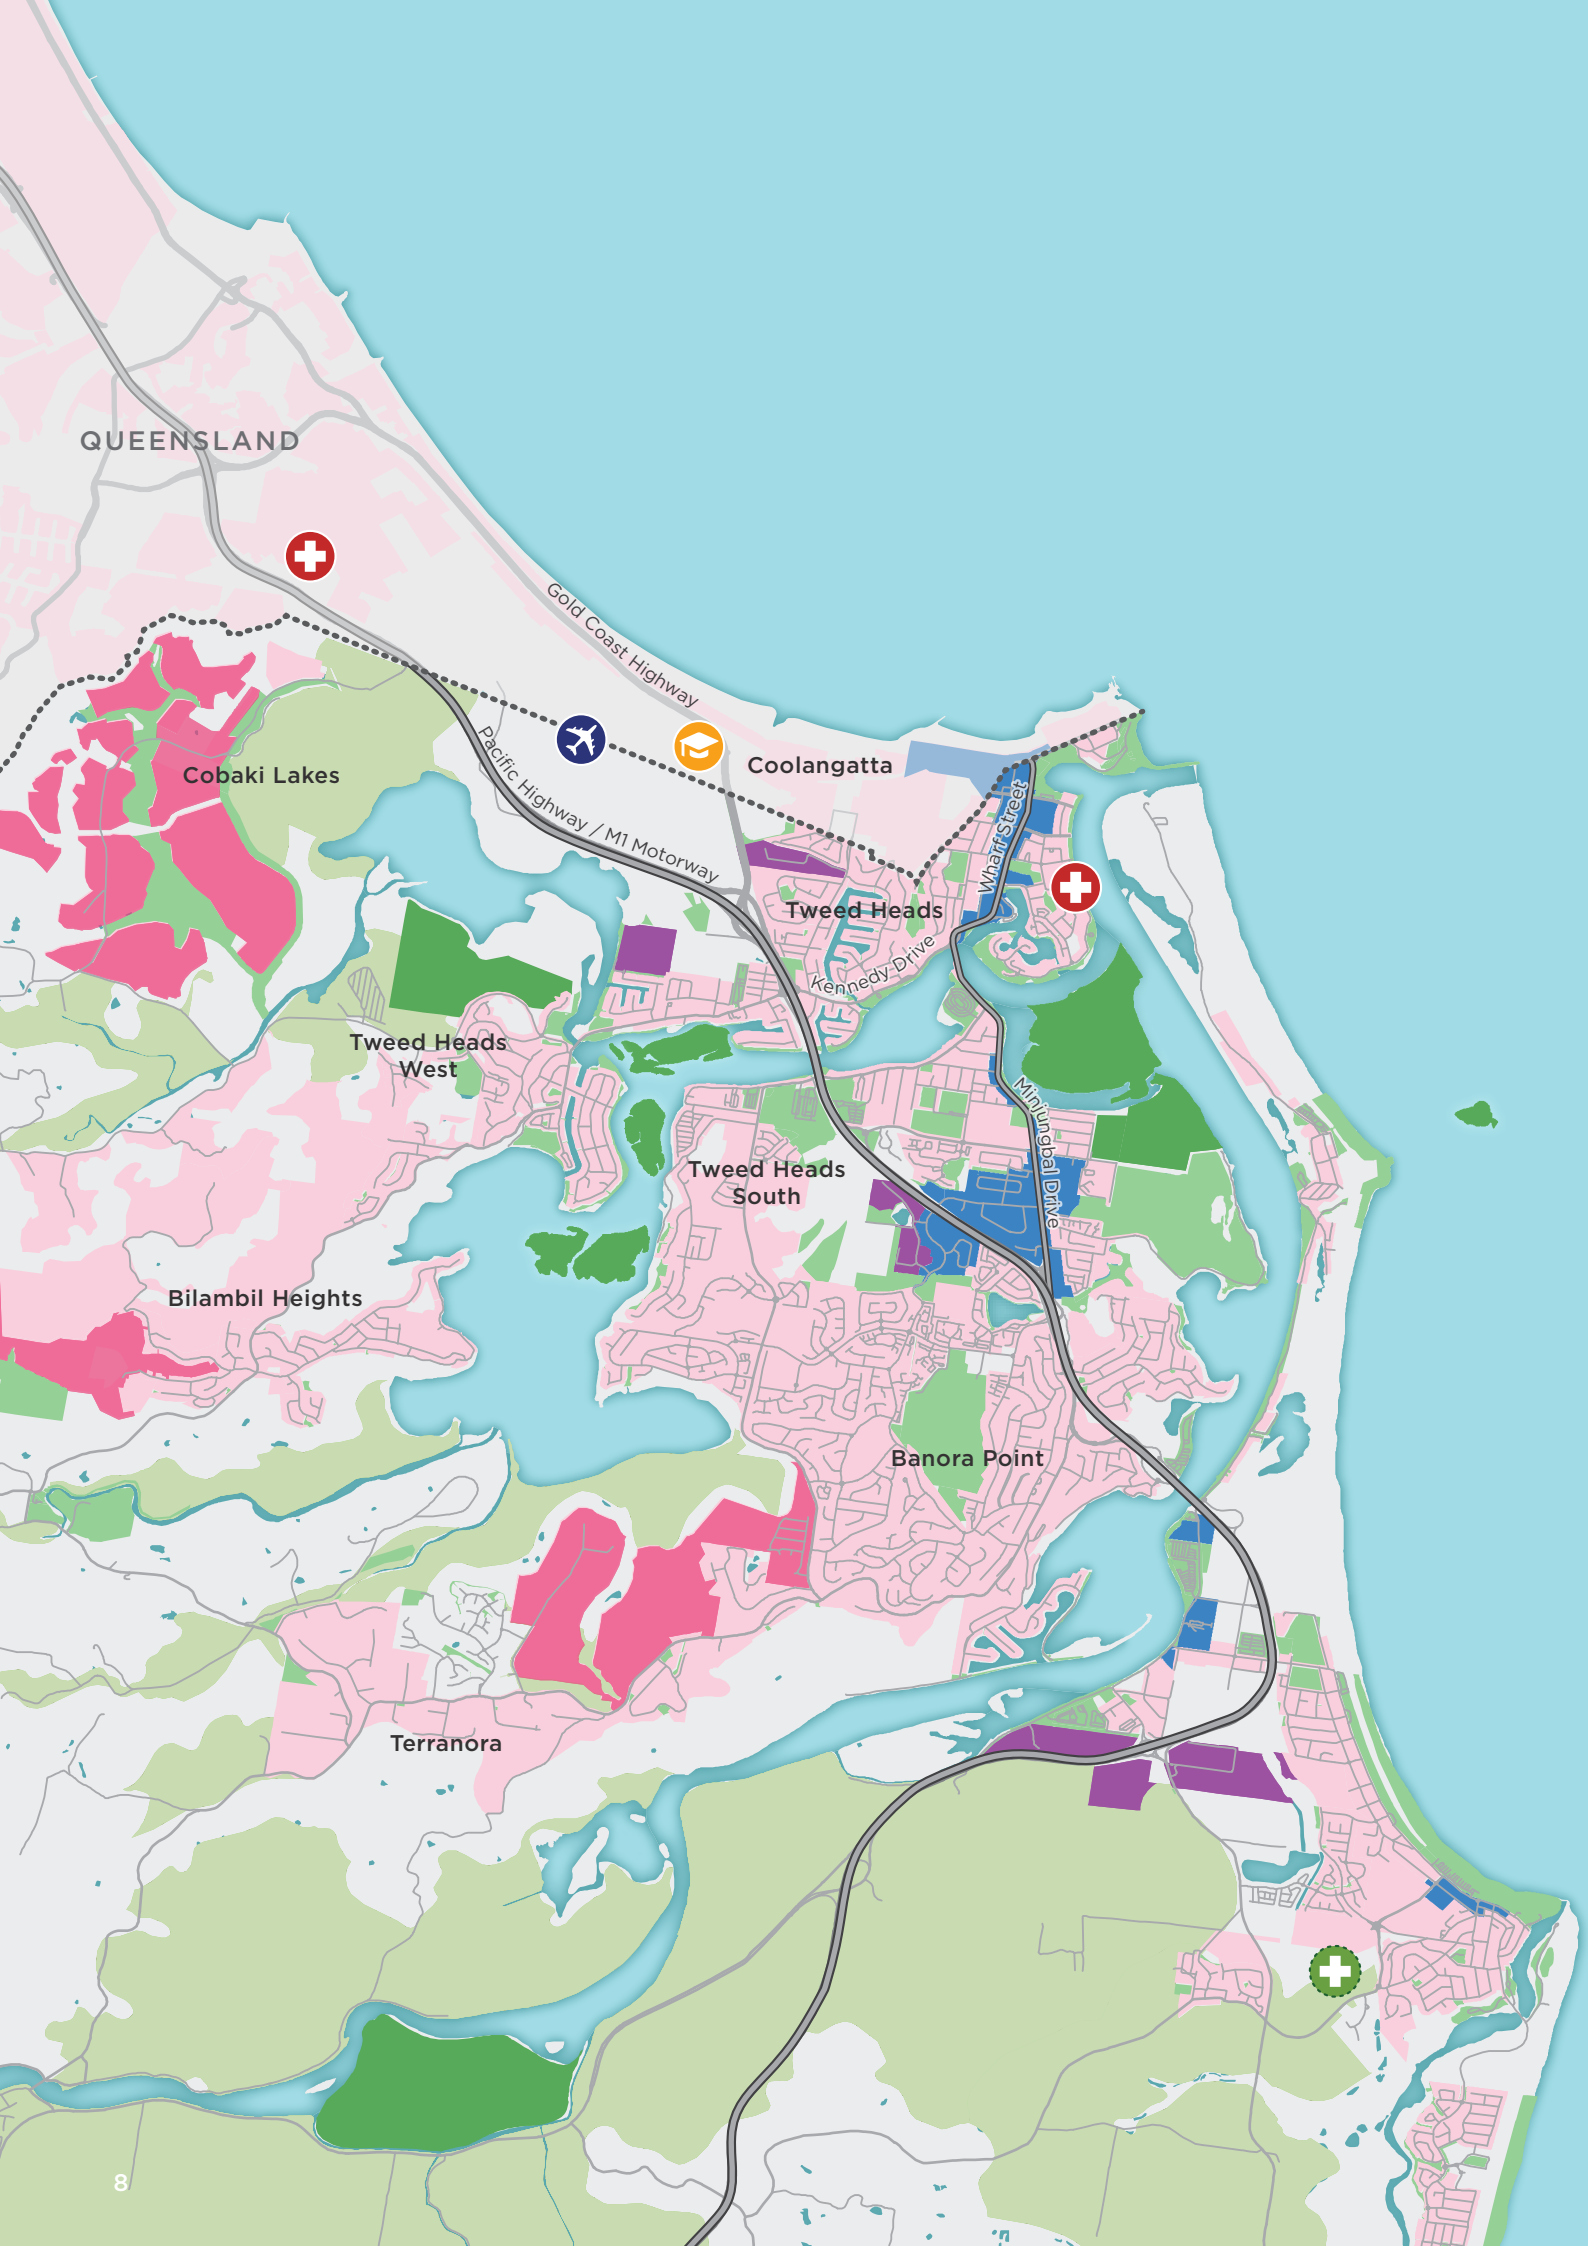 QUEENSLAND
Gold Coast Highway
Pacific Highway / M1 Motorway
Coolangatta
Cobaki Lakes
Wharf Street
Tweed Heads
Kennedy Drive
Tweed Heads
West
Minjungbal Drive
Tweed Heads
South
Bilambil Heights
Banora Point
Terranora
8